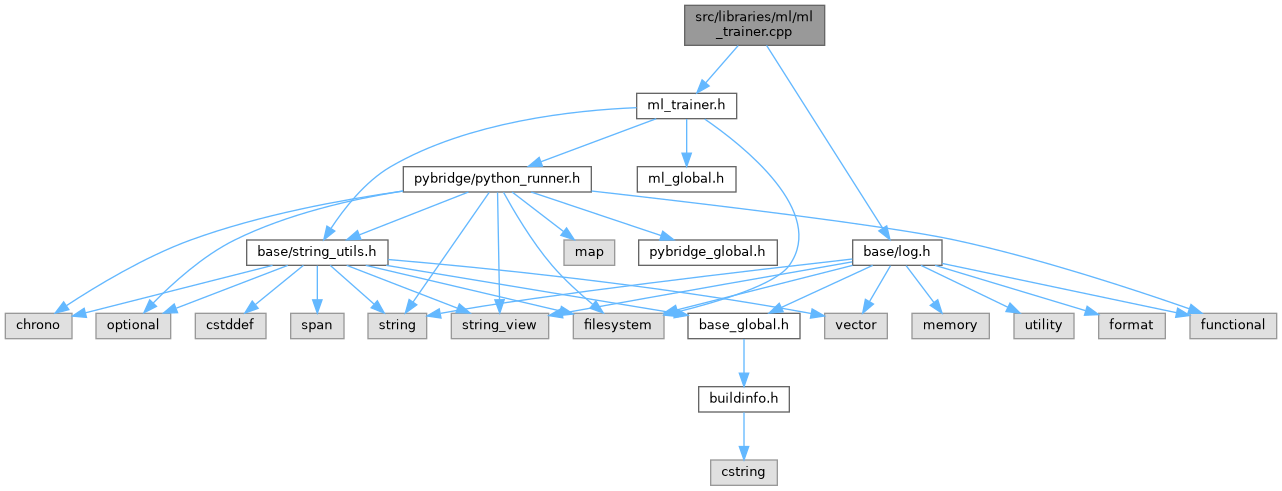 src/libraries/ml/ml
_trainer.cpp
ml_trainer.h
pybridge/python_runner.h
ml_global.h
base/string_utils.h
map
pybridge_global.h
base/log.h
chrono
optional
cstddef
span
string
string_view
filesystem
base_global.h
vector
memory
utility
format
functional
buildinfo.h
cstring